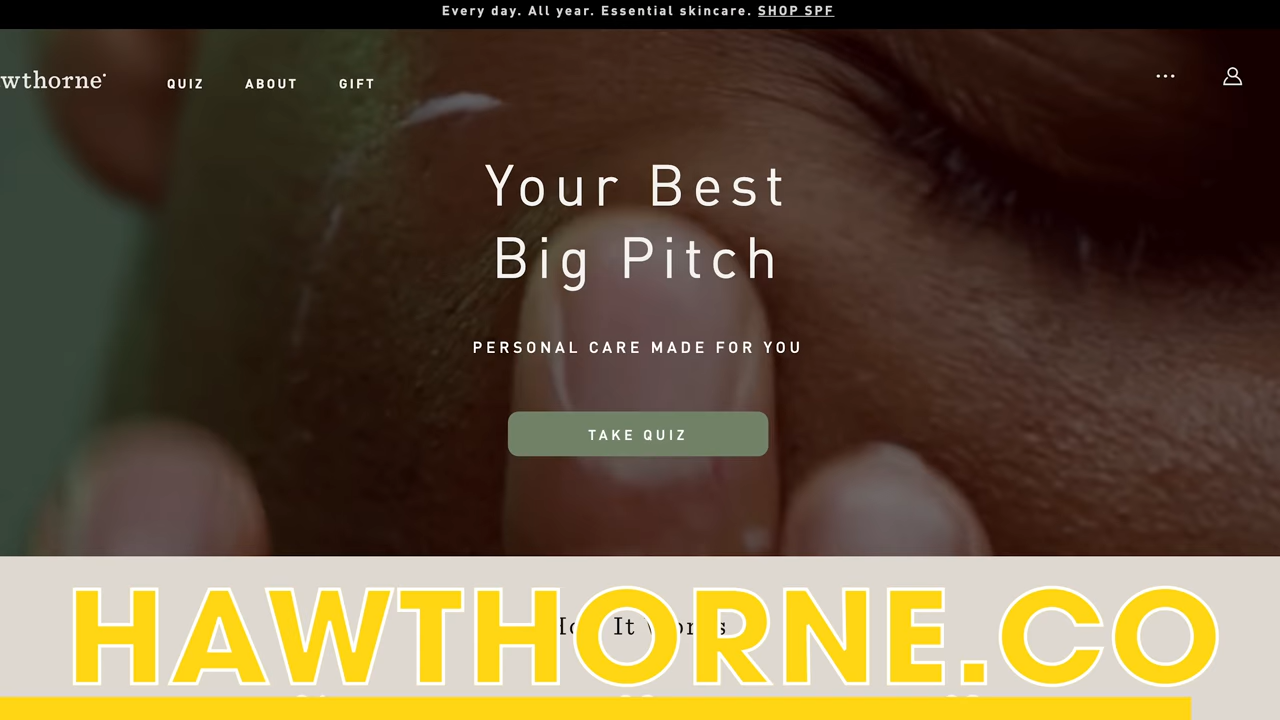 Every day. All year. Essential skincare. SHOP SPF
wthorne
QUIZ ABOUT GIFT
Your Best
Big Pitch
PERSONAL CARE MADE FOR YOU
TAKE QUIZ
It
HAWTHORNE.CO